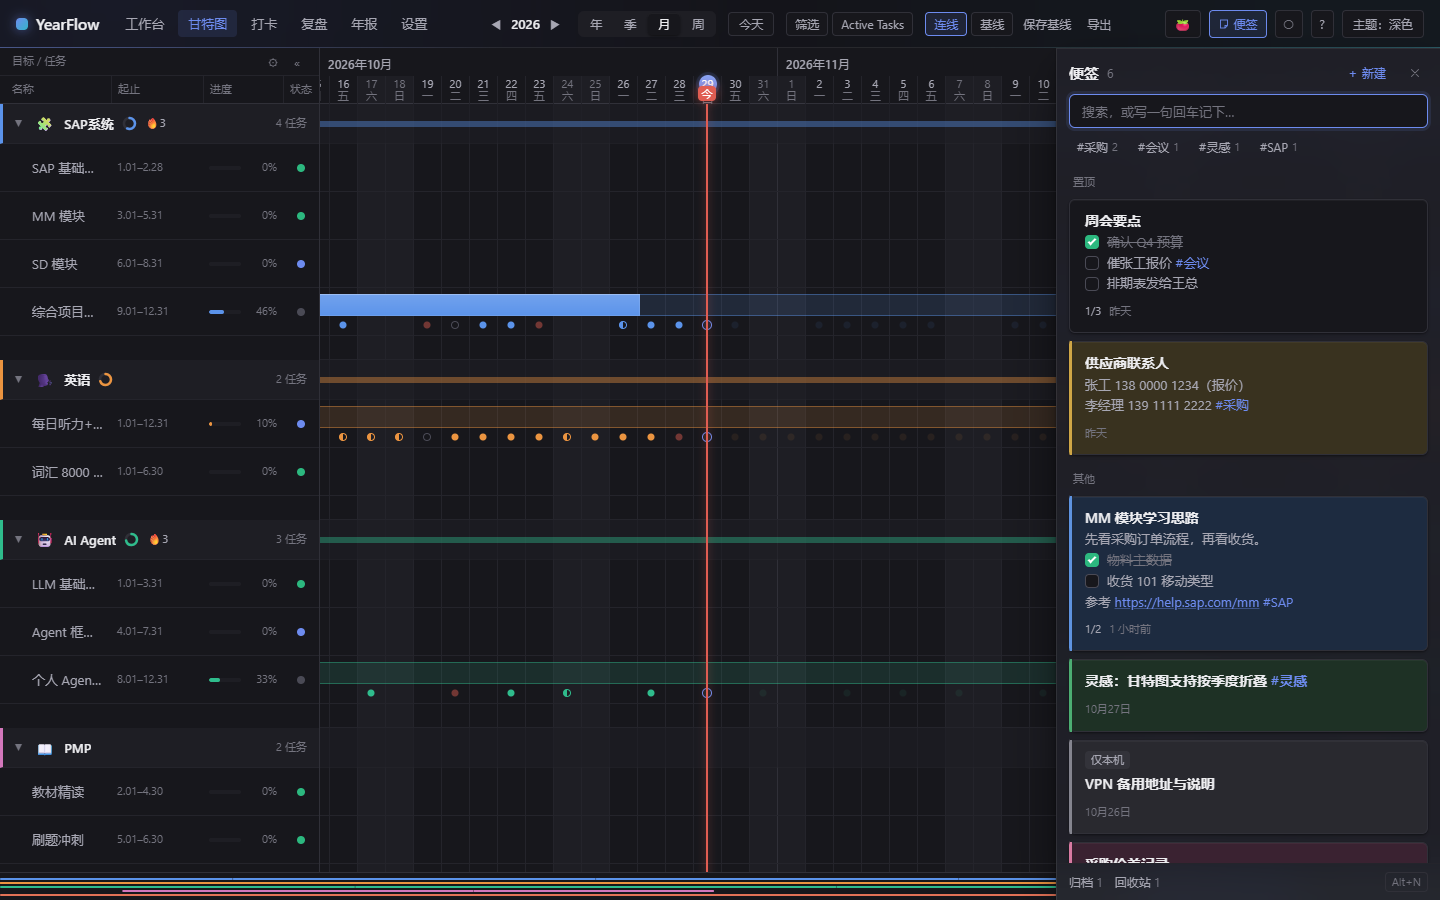 YearFlow 工作台 甘特图 打卡 复盘 年报 设置 ◀ 2026 ▶ 年 季 月 周 今天 筛选 Active Tasks 连线 基线 保存基线 导出 便签 ? 主题：深色
目标 / 任务 «
名称 起止 进度 状态
2026年10月 2026年11月
16 17 18 19 20 21 22 23 24 25 26 27 28 29 30 31 1 2 3 4 5 6 7 8 9 10
五 六 日 一 二 三 四 五 六 日 一 二 三 今 五 六 日 一 二 三 四 五 六 日 一 二
SAP系统 3 4 任务
SAP 基础... 1.01–2.28 0%
MM 模块 3.01–5.31 0%
SD 模块 6.01–8.31 0%
综合项目... 9.01–12.31 46%
英语 2 任务
每日听力+... 1.01–12.31 10%
词汇 8000 ... 1.01–6.30 0%
AI Agent 3 3 任务
LLM 基础... 1.01–3.31 0%
Agent 框... 4.01–7.31 0%
个人 Agen... 8.01–12.31 33%
PMP 2 任务
教材精读 2.01–4.30 0%
刷题冲刺 5.01–6.30 0%
便签 6 + 新建
搜索，或写一句回车记下...
#采购 2 #会议 1 #灵感 1 #SAP 1
置顶
周会要点
确认 Q4 预算
催张工报价 #会议
排期表发给王总
1/3 昨天
供应商联系人
张工 138 0000 1234（报价）
李经理 139 1111 2222 #采购
昨天
其他
MM 模块学习思路
先看采购订单流程，再看收货。
物料主数据
收货 101 移动类型
参考 https://help.sap.com/mm #SAP
1/2 1 小时前
灵感：甘特图支持按季度折叠 #灵感
10月27日
仅本机
VPN 备用地址与说明
10月26日
归档 1 回收站 1 Alt+N